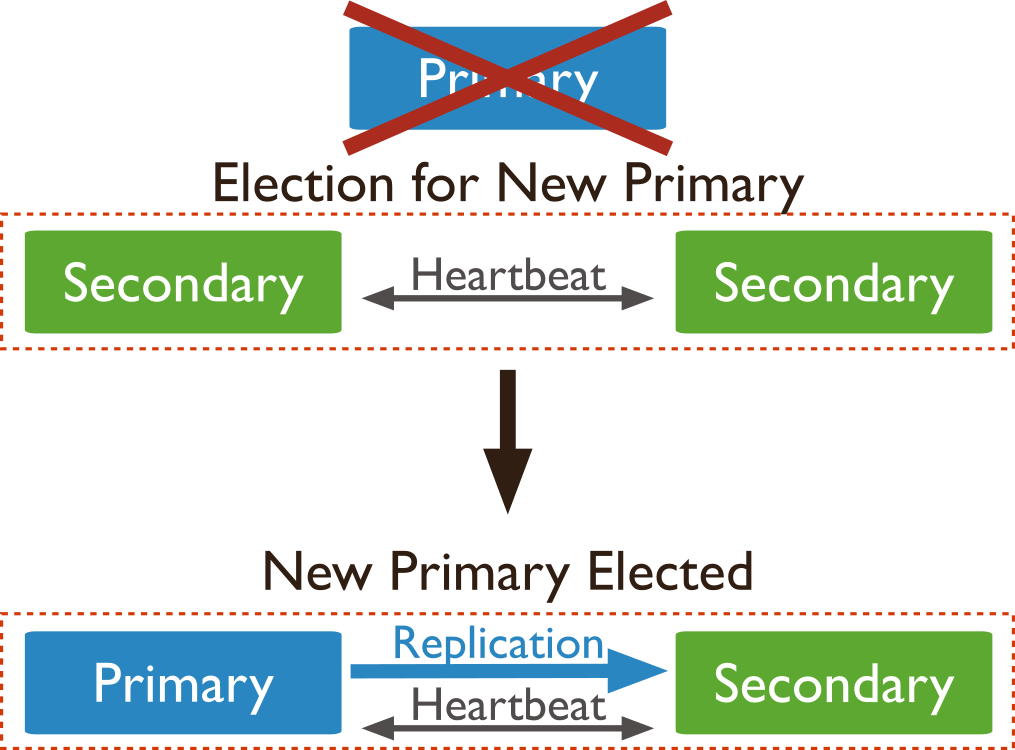 Primary
Election for New Primary
Secondary
Heartbeat
Secondary
New Primary Elected
Primary
Replication
Heartbeat
Secondary